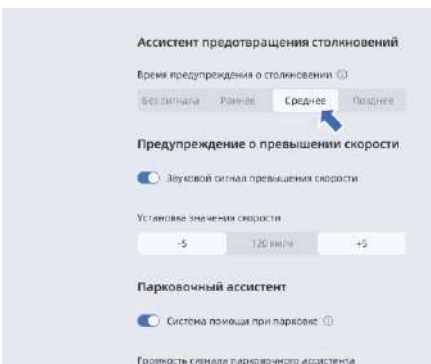 Ассистент предотвращения столкновений
Время предупреждения о столкновении
Без сигнала Раннее Среднее Позднее
Предупреждение о превышении скорости
Звуковой сигнал превышения скорости
Установка значения скорости
-5 120 км/ч +5
Парковочный ассистент
Система помощи при парковке
Громкость сигнала парковочного ассистента